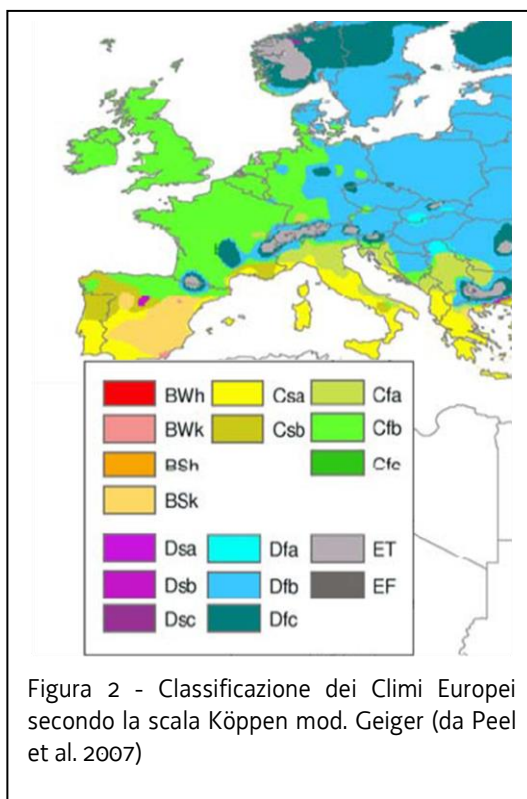 BWh Csa Cfa
BWk Csb Cfb
BSh Cfc
BSk
Dsa Dfa ET
Dsb Dfb EF
Dsc Dfc
Figura 2 - Classificazione dei Climi Europei
secondo la scala Köppen mod. Geiger (da Peel
et al. 2007)